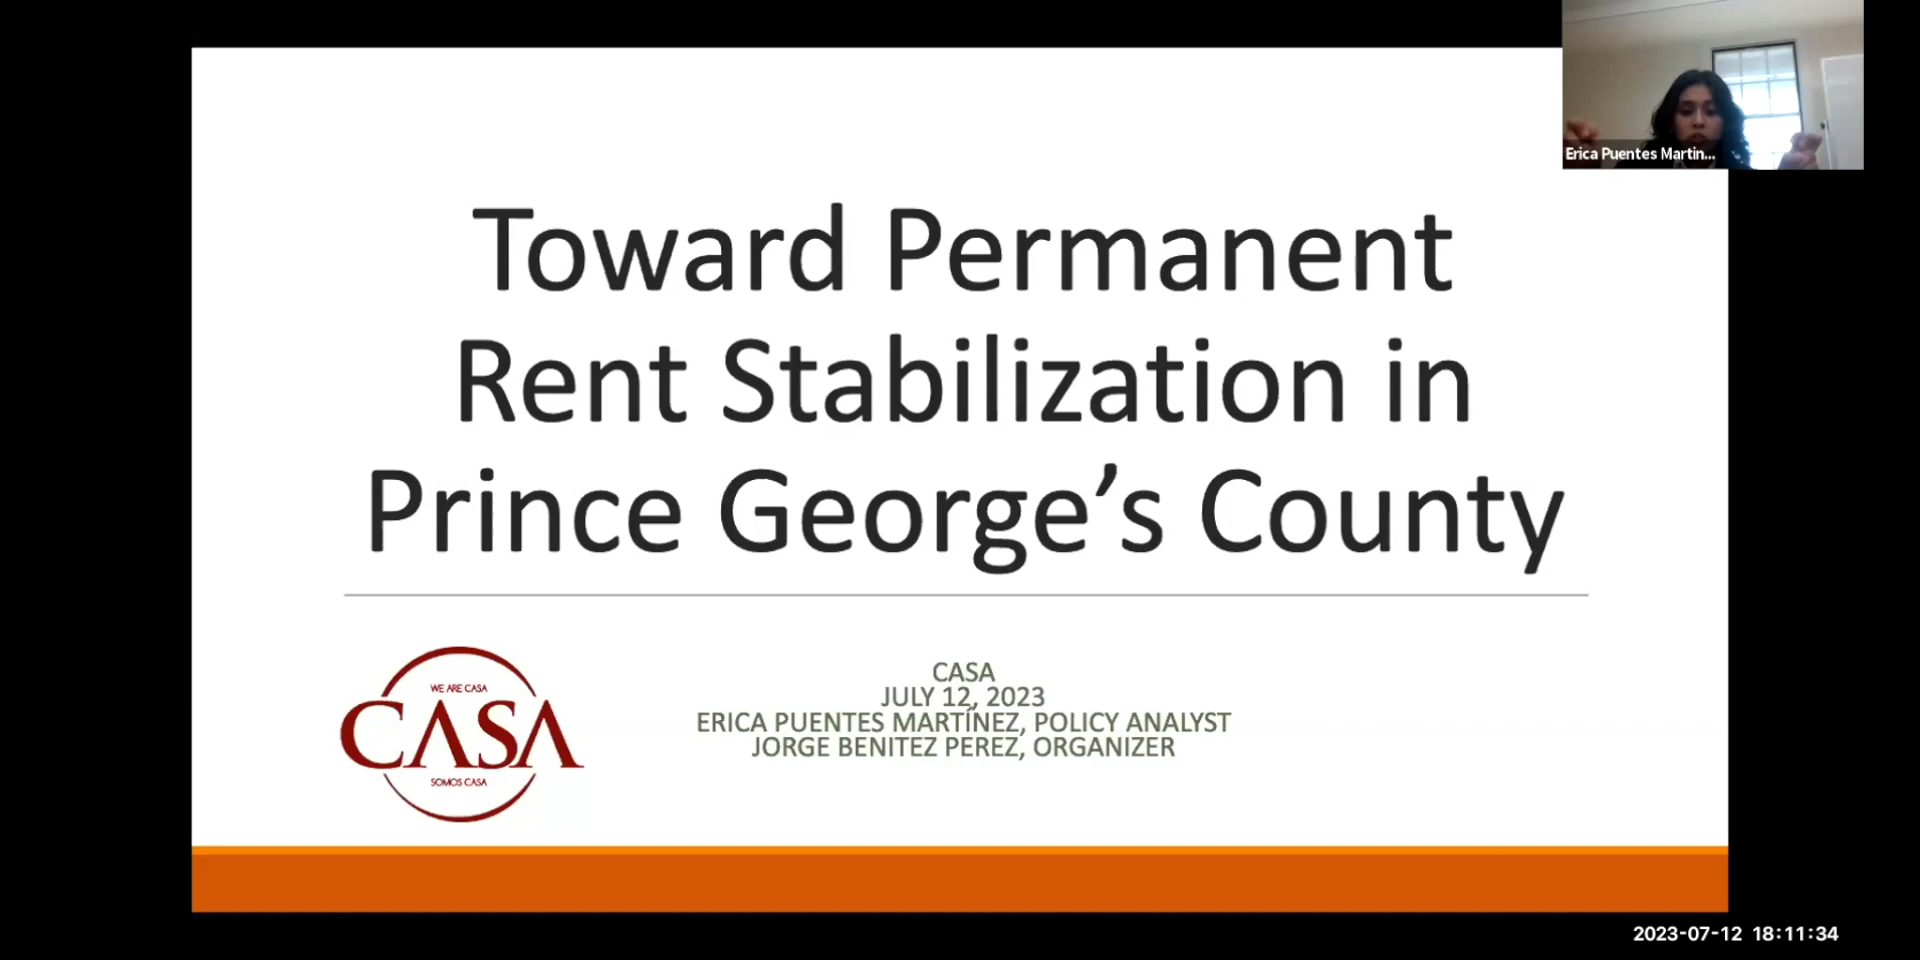 Erica Puentes Martin...
Toward Permanent
Rent Stabilization in
Prince George’s County
WE ARE CASA
CASA
SOMOS CASA
CASA
JULY 12, 2023
ERICA PUENTES MARTÍNEZ, POLICY ANALYST
JORGE BENITEZ PEREZ, ORGANIZER
2023-07-12 18:11:34